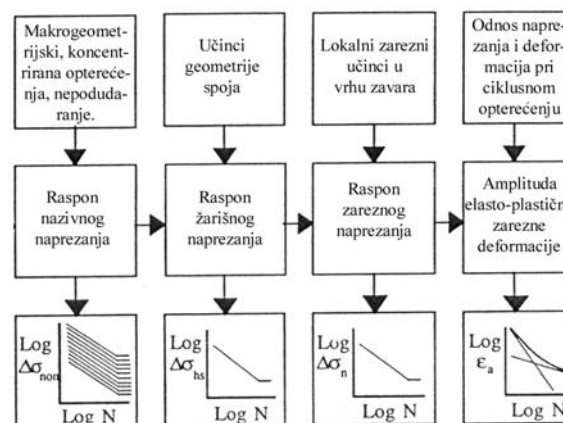 Makrogeomet-
rijski, koncent-
rirana optereće-
nja, nepoduda-
ranje.
Učinci
geometrije
spoja
Lokalni zarezni
učinci u
vrhu zavara
Odnos napre-
zanja i defor-
macija pri
ciklusnom
opterećenju
Raspon
nazivnog
naprezanja
Raspon
žarišnog
naprezanja
Raspon
zareznog
naprezanja
Amplituda
elasto-plastičn
zarezne
deformacije
Log
Δσnon
Log N
Log
Δσhs
Log N
Log
Δσn
Log N
Log
εa
Log N